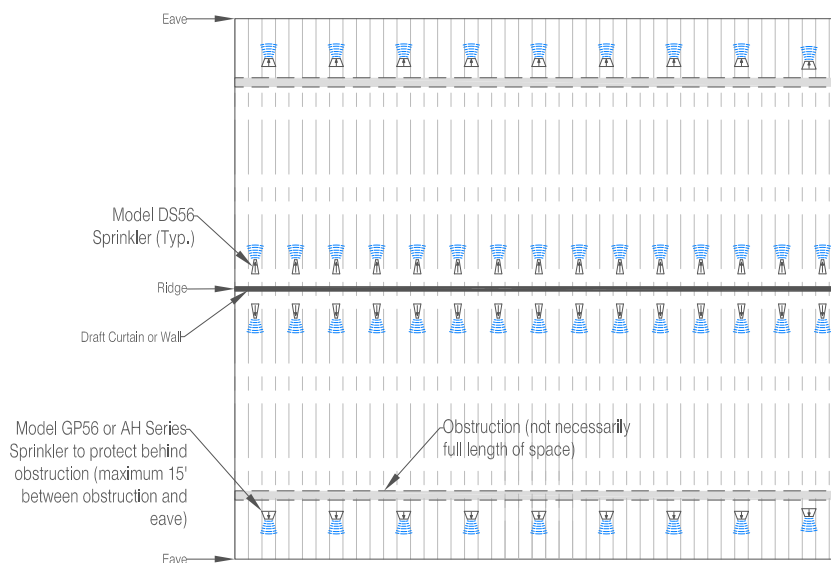 Eave
Model DS56
Sprinkler (Typ.)
Ridge
Draft Curtain or Wall
Model GP56 or AH Series
Sprinkler to protect behind
obstruction (maximum 15'
between obstruction and
eave)
Obstruction (not necessarily
full length of space)
Eave